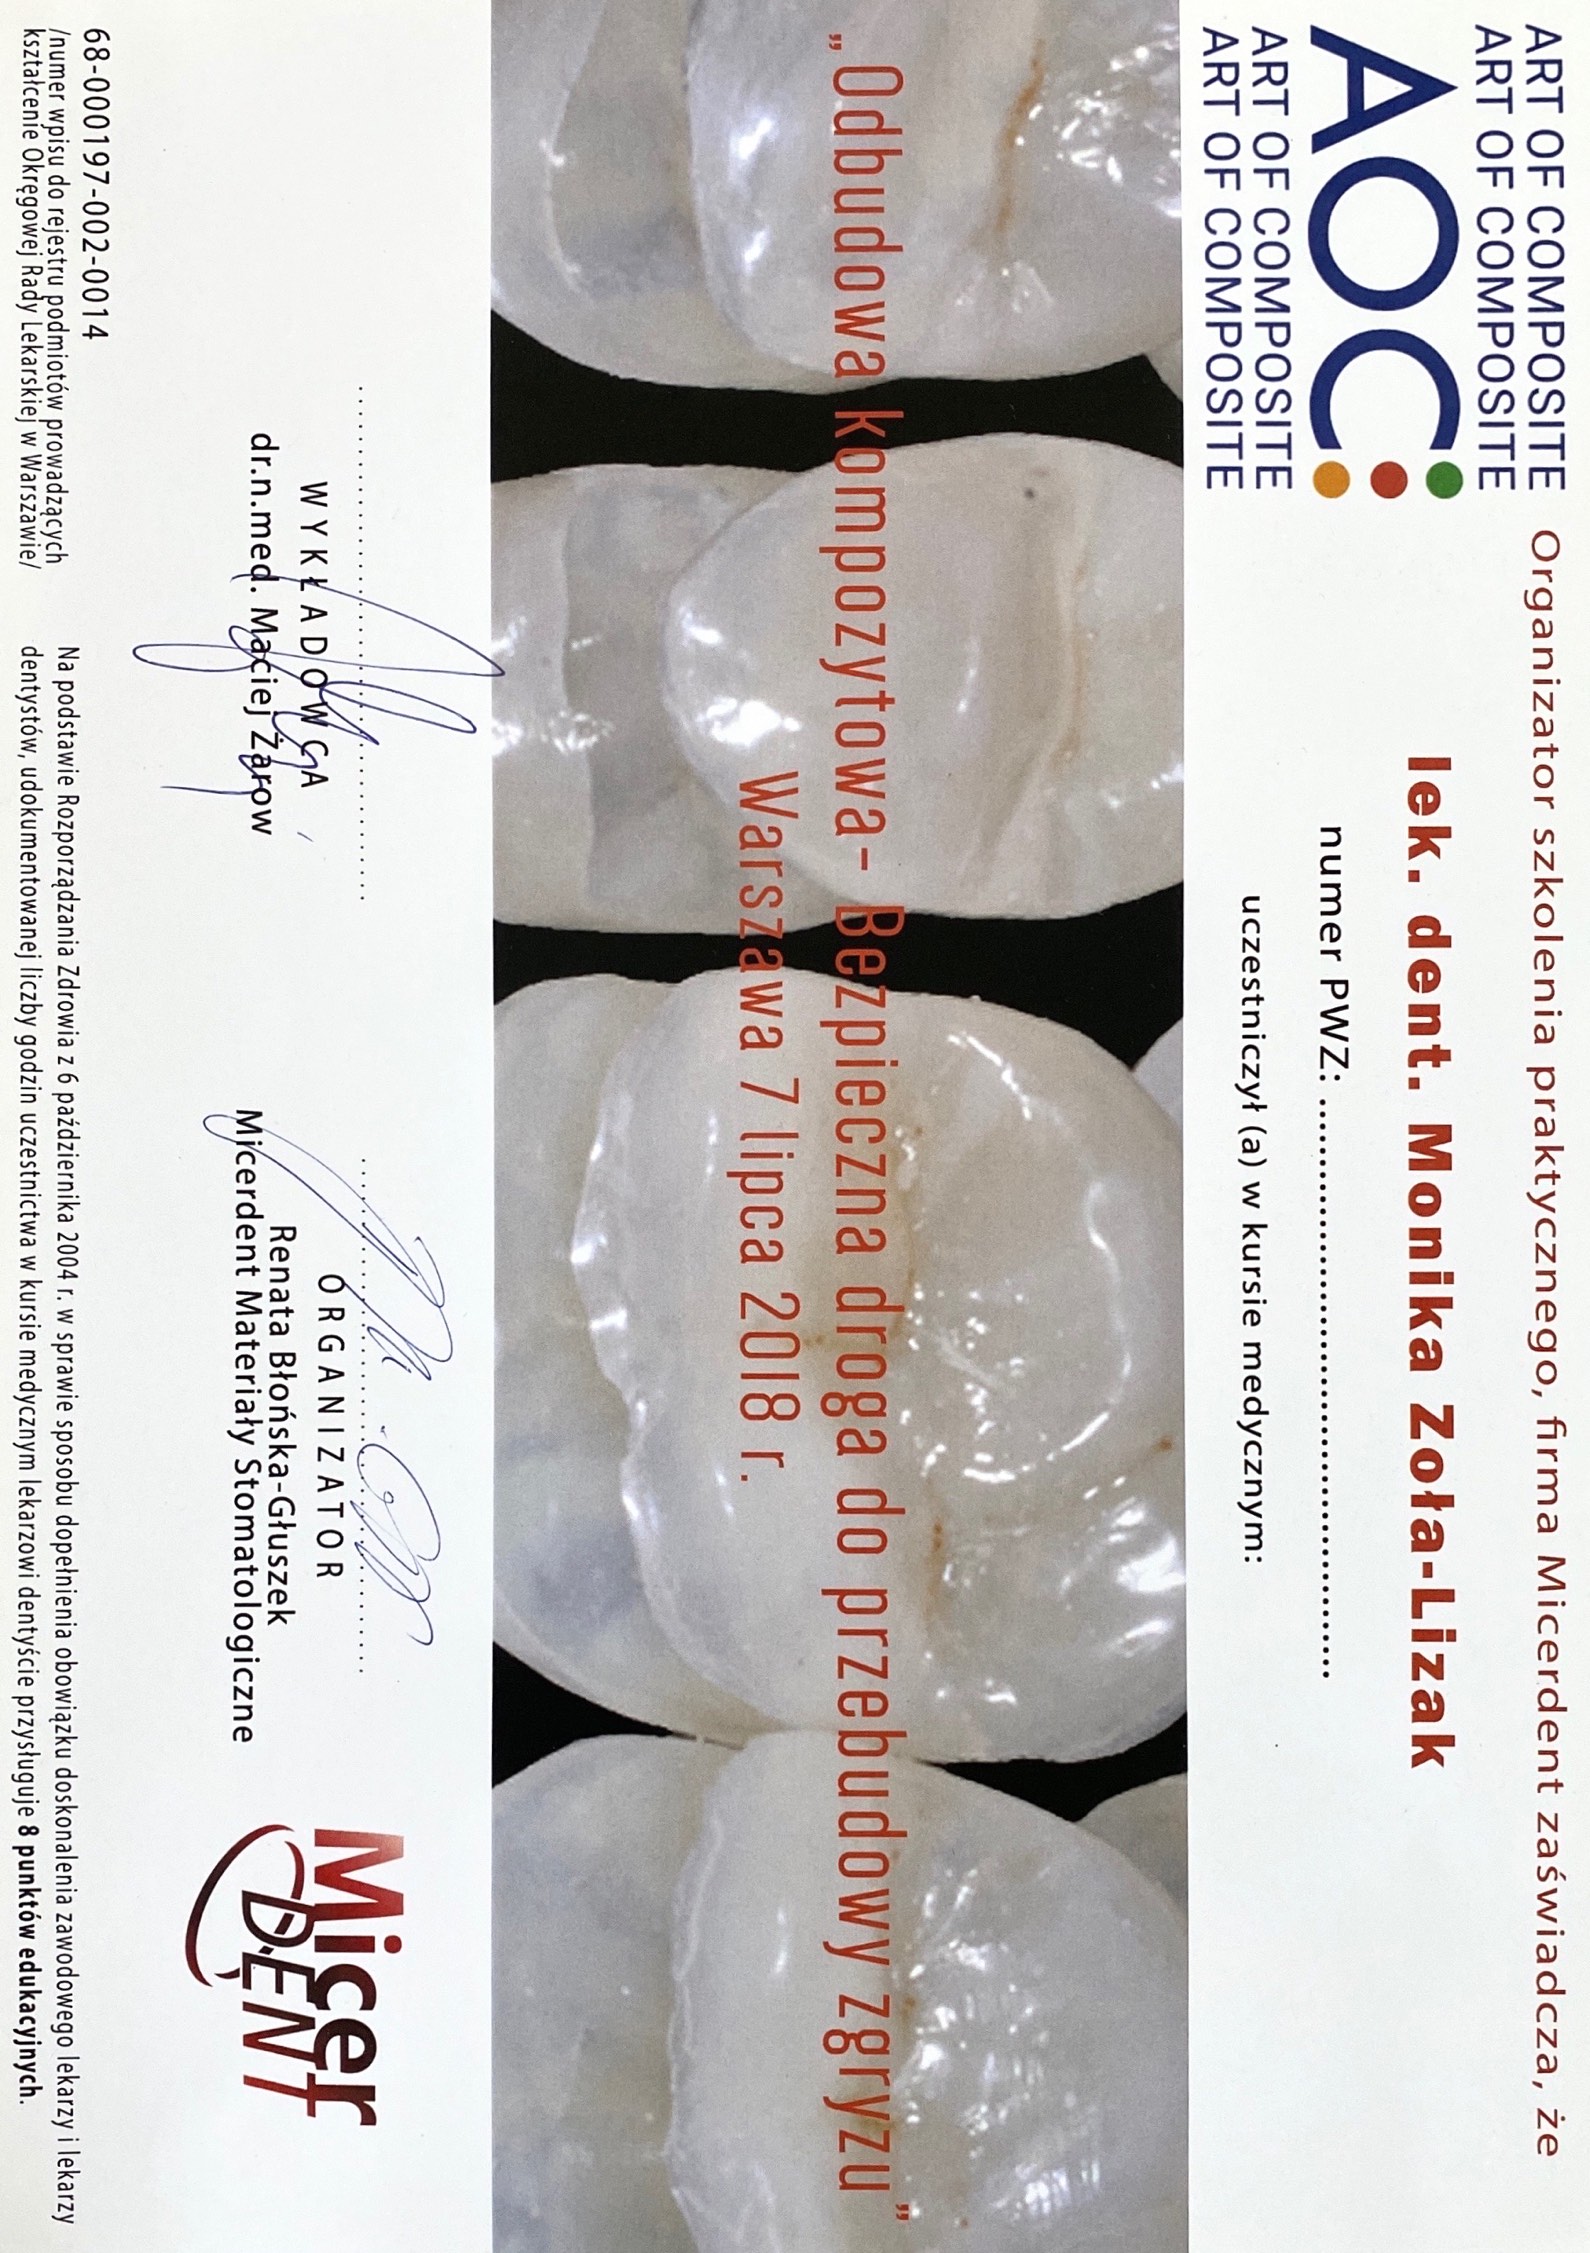 ART OF COMPOSITE
ART OF COMPOSITE
AOC
ART OF COMPOSITE
ART OF COMPOSITE
Organizator szkolenia praktycznego, firma Micerdent zaświadcza, że
lek. dent. Monika Zoła-Lizak
numer PWZ: ................................................
uczestniczył (a) w kursie medycznym:
„Odbudowa kompozytowa- Bezpieczna droga do przebudowy zgryzu”
Warszawa 7 lipca 2018 r.
WYKŁADOWCA
dr.n.med. Maciej Żarow
ORGANIZATOR
Renata Błońska-Głuszek
Micerdent Materiały Stomatologiczne
Micer
DENT
68-000197-002-0014
/numer wpisu do rejestru podmiotów prowadzących
kształcenie Okręgowej Rady Lekarskiej w Warszawie/
Na podstawie Rozporządzania Zdrowia z 6 października 2004 r. w sprawie sposobu dopełnienia obowiązku doskonalenia zawodowego lekarzy i lekarzy
dentystów, udokumentowanej liczby godzin uczestnictwa w kursie medycznym lekarzowi dentyście przysługuje 8 punktów edukacyjnych.